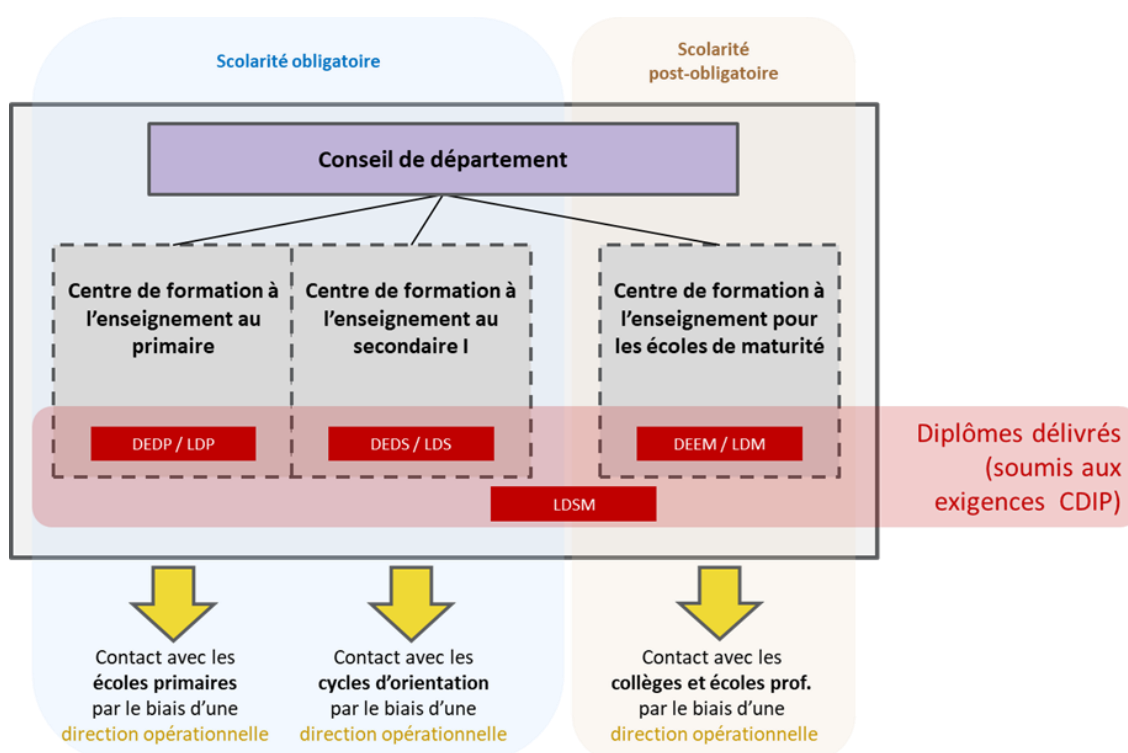 Scolarité obligatoire
Scolarité
post-obligatoire
Conseil de département
Centre de formation à
l'enseignement au
primaire
Centre de formation à
l'enseignement au
secondaire I
Centre de formation à
l'enseignement pour
les écoles de maturité
DEDP / LDP
DEDS / LDS
DEEM / LDM
LDSM
Diplômes délivrés
(soumis aux
exigences CDIP)
Contact avec les
écoles primaires
par le biais d'une
direction opérationnelle
Contact avec les
cycles d'orientation
par le biais d'une
direction opérationnelle
Contact avec les
collèges et écoles prof.
par le biais d'une
direction opérationnelle